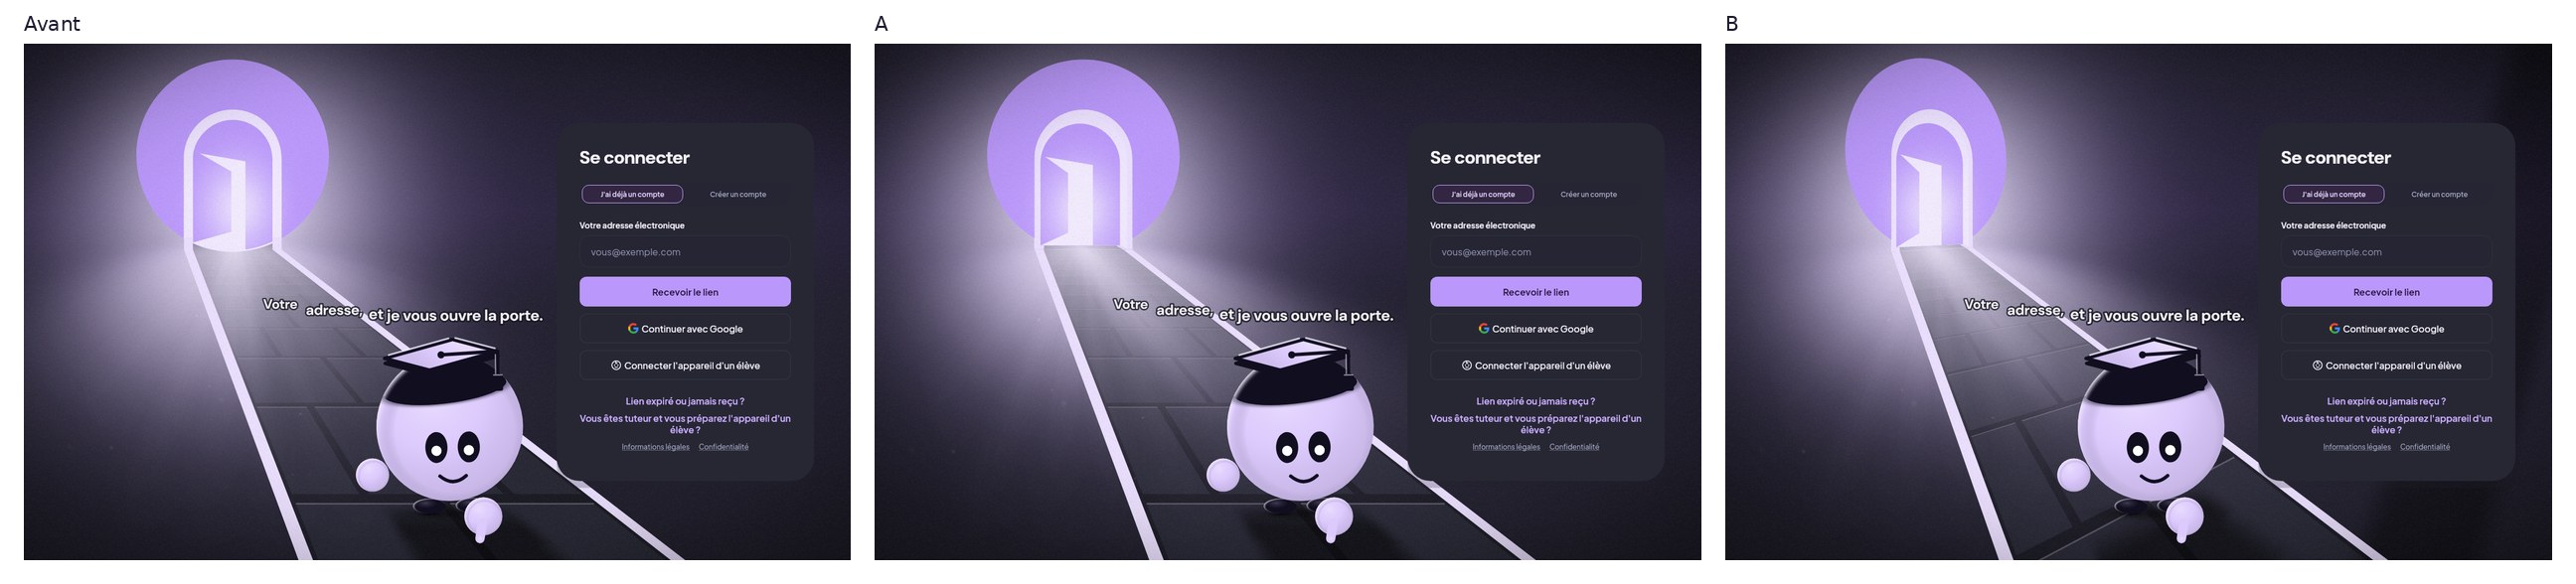 Avant
Votre adresse, et je vous ouvre la porte.
Se connecter
J'ai déjà un compte
Créer un compte
Votre adresse électronique
vous@exemple.com
Recevoir le lien
Continuer avec Google
Connecter l'appareil d'un élève
Lien expiré ou jamais reçu ?
Vous êtes tuteur et vous préparez l'appareil d'un
élève ?
Informations légales Confidentialité
A
Votre adresse, et je vous ouvre la porte.
Se connecter
J'ai déjà un compte
Créer un compte
Votre adresse électronique
vous@exemple.com
Recevoir le lien
Continuer avec Google
Connecter l'appareil d'un élève
Lien expiré ou jamais reçu ?
Vous êtes tuteur et vous préparez l'appareil d'un
élève ?
Informations légales Confidentialité
B
Votre adresse, et je vous ouvre la porte.
Se connecter
J'ai déjà un compte
Créer un compte
Votre adresse électronique
vous@exemple.com
Recevoir le lien
Continuer avec Google
Connecter l'appareil d'un élève
Lien expiré ou jamais reçu ?
Vous êtes tuteur et vous préparez l'appareil d'un
élève ?
Informations légales Confidentialité